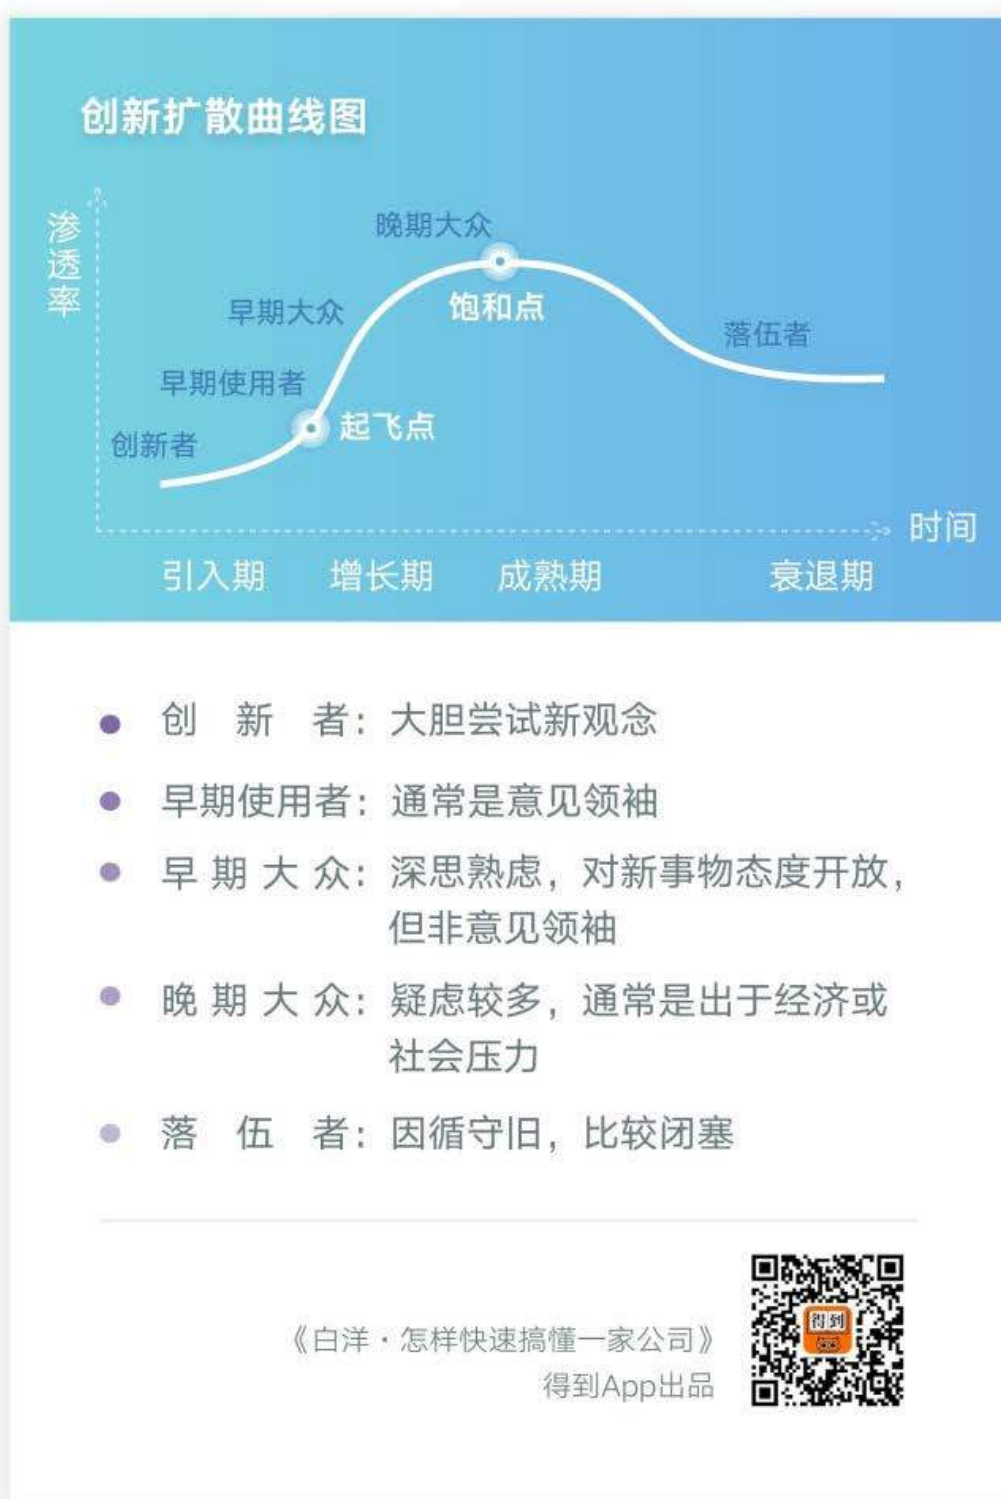 创新扩散曲线图
渗透率
晚期大众
饱和点
早期大众
落伍者
早期使用者
起飞点
创新者
时间
引入期 增长期 成熟期 衰退期
创新者：大胆尝试新观念
早期使用者：通常是意见领袖
早期大众：深思熟虑，对新事物态度开放，
但非意见领袖
晚期大众：疑虑较多，通常是出于经济或
社会压力
落伍者：因循守旧，比较闭塞
《白洋·怎样快速搞懂一家公司》
得到App出品
得到